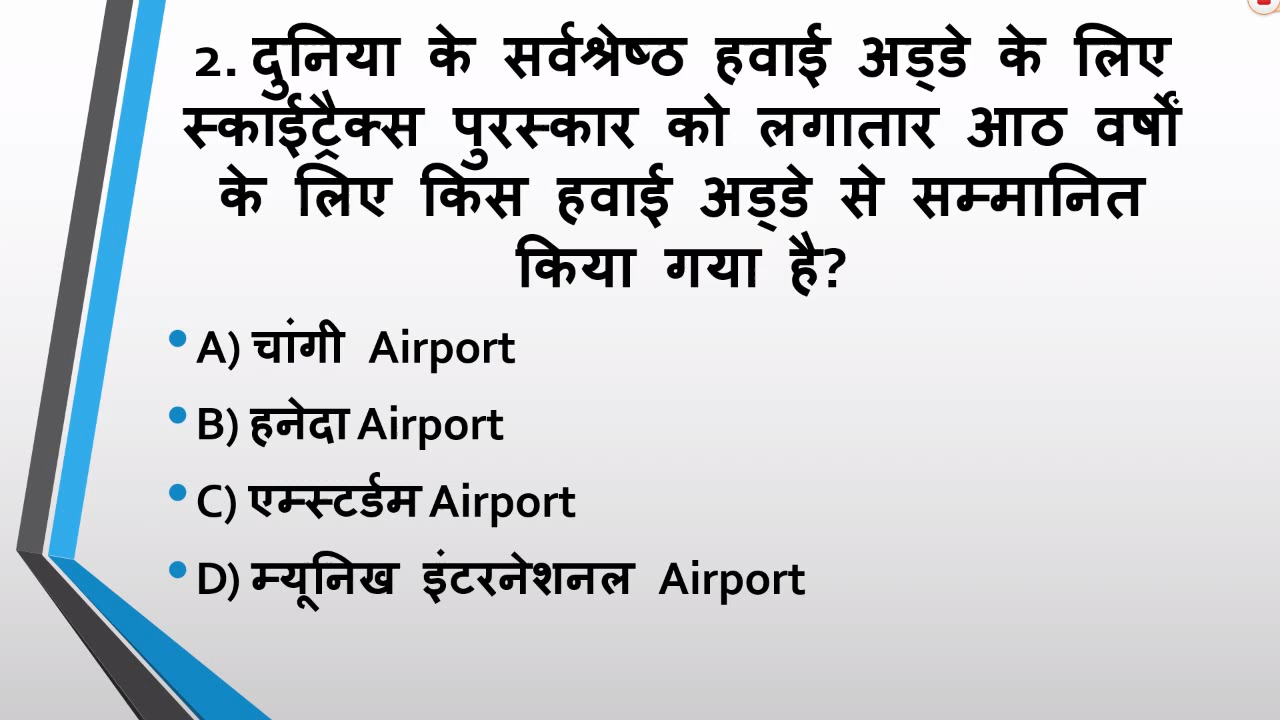 2. दुनिया के सर्वश्रेष्ठ हवाई अड्डे के लिए
स्काईट्रैक्स पुरस्कार को लगातार आठ वर्षों
के लिए किस हवाई अड्डे से सम्मानित
किया गया है?
A) चांगी Airport
B) हनेदा Airport
C) एम्स्टर्डम Airport
D) म्यूनिख इंटरनेशनल Airport